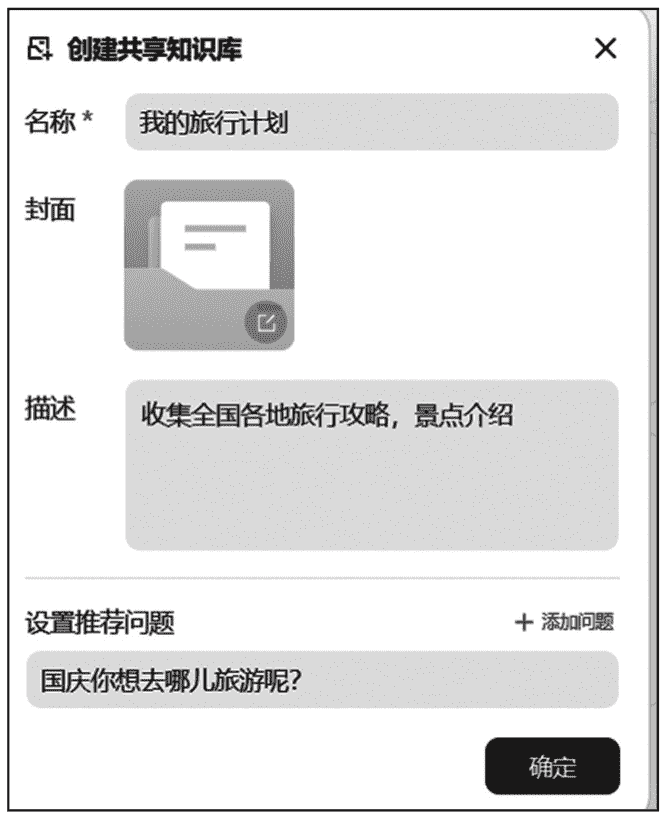 创建共享知识库
名称 *
我的旅行计划
封面
描述
收集全国各地旅行攻略，景点介绍
设置推荐问题
＋ 添加问题
国庆你想去哪儿旅游呢?
确定